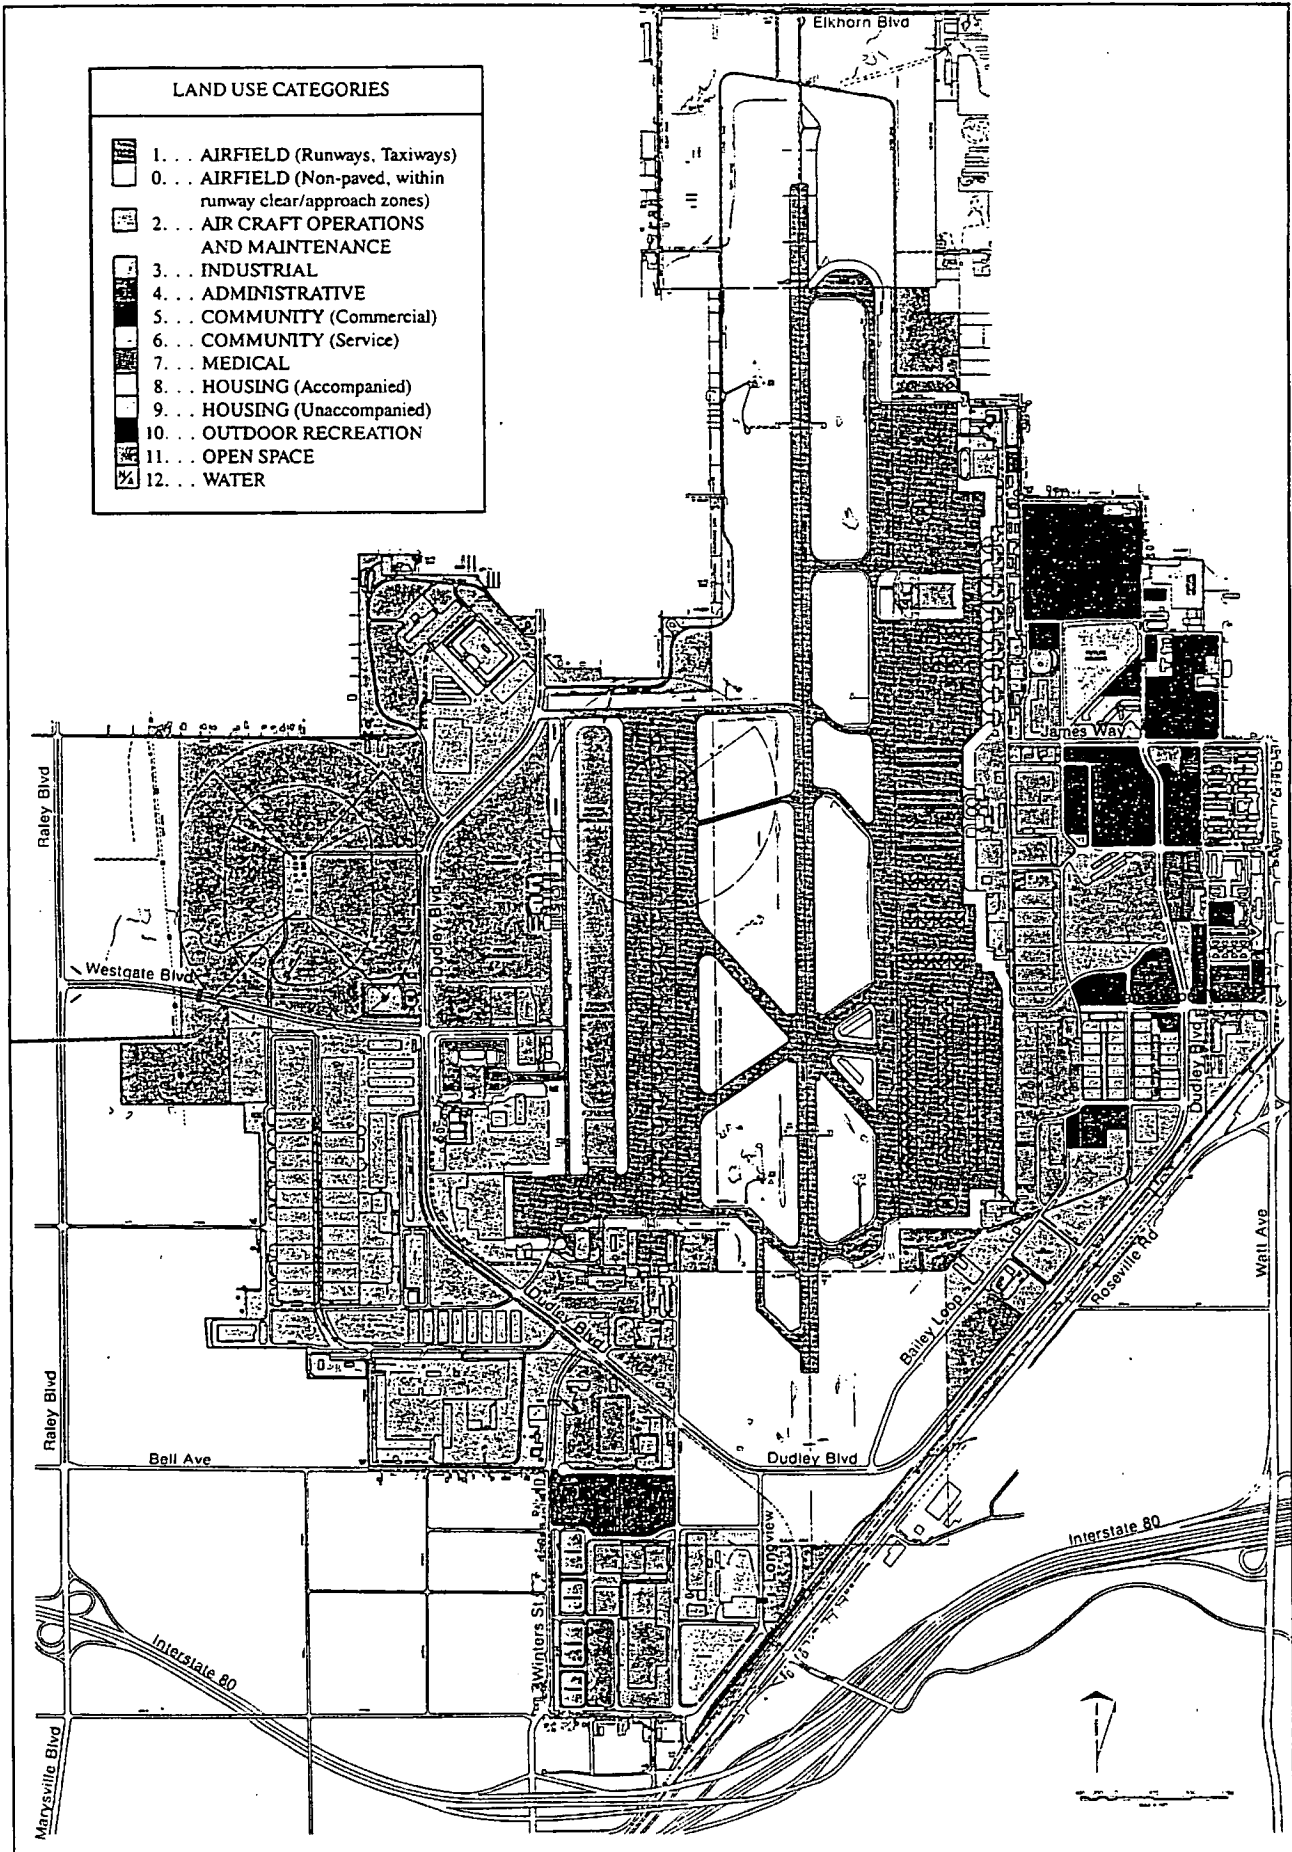 Elkhorn Blvd
LAND USE CATEGORIES
1. . . AIRFIELD (Runways, Taxiways)
0. . . AIRFIELD (Non-paved, within
runway clear/approach zones)
2. . . AIR CRAFT OPERATIONS
AND MAINTENANCE
3. . . INDUSTRIAL
4. . . ADMINISTRATIVE
5. . . COMMUNITY (Commercial)
6. . . COMMUNITY (Service)
7. . . MEDICAL
8. . . HOUSING (Accompanied)
9. . . HOUSING (Unaccompanied)
10. . . OUTDOOR RECREATION
11. . . OPEN SPACE
12. . . WATER
James Way
Raley Blvd
Dudley Blvd
Westgate Blvd
Dudley Blvd
Watt Ave
Roseville Rd
Bailey Loop
Dudley Blvd
Raley Blvd
Bell Ave
Dudley Blvd
Longview
Interstate 80
Winters St
Interstate 80
Marysville Blvd